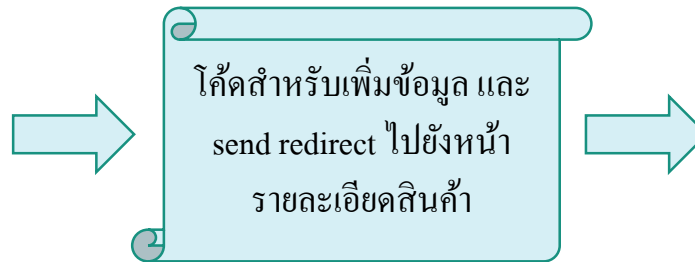 โค้ดสำหรับเพิ่มข้อมูล และ
send redirect ไปยังหน้า
รายละเอียดสินค้า